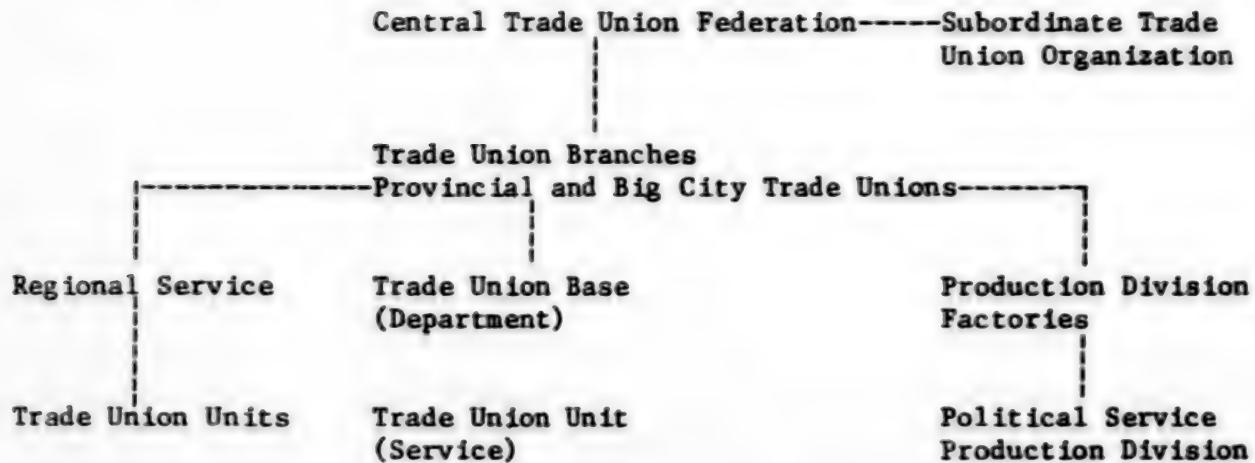 Central Trade Union Federation-----Subordinate Trade
Union Organization
Trade Union Branches
Provincial and Big City Trade Unions
Regional Service
Trade Union Base
(Department)
Production Division
Factories
Trade Union Units
Trade Union Unit
(Service)
Political Service
Production Division